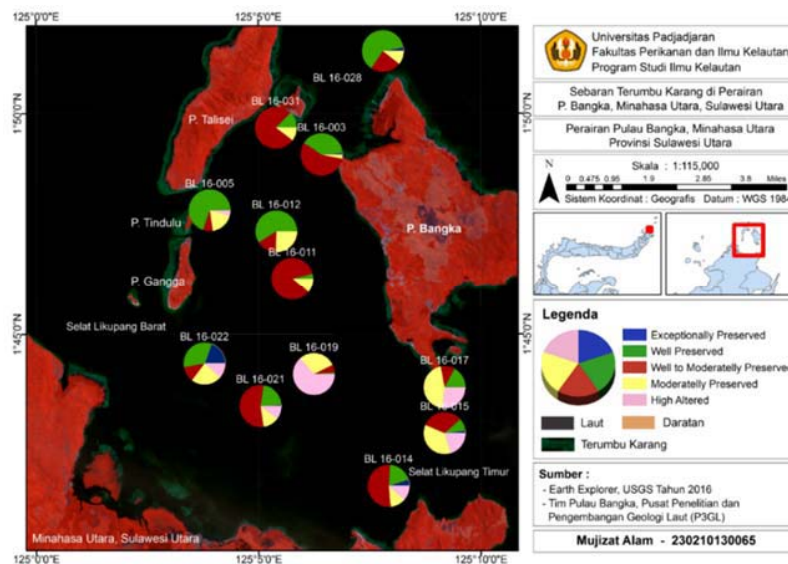 125°0'0"E
125°5'0"E
125°10'0"E
1°50'0"N
1°45'0"N
BL 16-028
BL 16-031
P. Talisei
BL 16-003
BL 16-005
BL 16-012
P. Tindulu
P. Bangka
BL 16-011
P. Gangga
Selat Likupang Barat
BL 16-022
BL 16-019
BL 16-017
BL 16-021
BL 16-015
BL 16-014
Selat Likupang Timur
Minahasa Utara, Sulawesi Utara
125°0'0"E
125°5'0"E
125°10'0"E
Universitas Padjadjaran
Fakultas Perikanan dan Ilmu Kelautan
Program Studi Ilmu Kelautan
Sebaran Terumbu Karang di Perairan
P. Bangka, Minahasa Utara, Sulawesi Utara
Perairan Pulau Bangka, Minahasa Utara
Provinsi Sulawesi Utara
N
Skala : 1:115,000
0 0.475 0.95 1.9 2.85 3.8 Miles
Sistem Koordinat : Geografis Datum : WGS 1984
Legenda
Exceptionally Preserved
Well Preserved
Well to Moderatelly Preserved
Moderatelly Preserved
High Altered
Laut
Daratan
Terumbu Karang
Sumber :
- Earth Explorer, USGS Tahun 2016
- Tim Pulau Bangka, Pusat Penelitian dan
Pengembangan Geologi Laut (P3GL)
Mujizat Alam - 230210130065